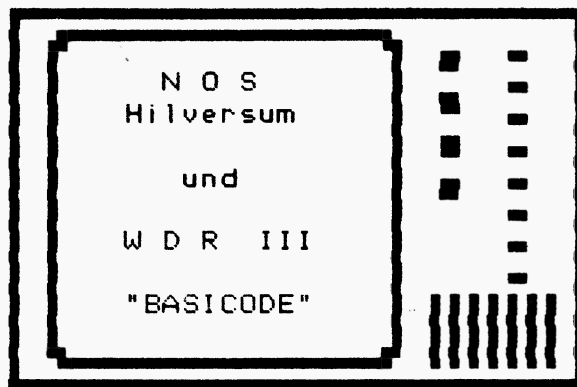 N O S
Hilversum
und
W D R III
"BASICODE"